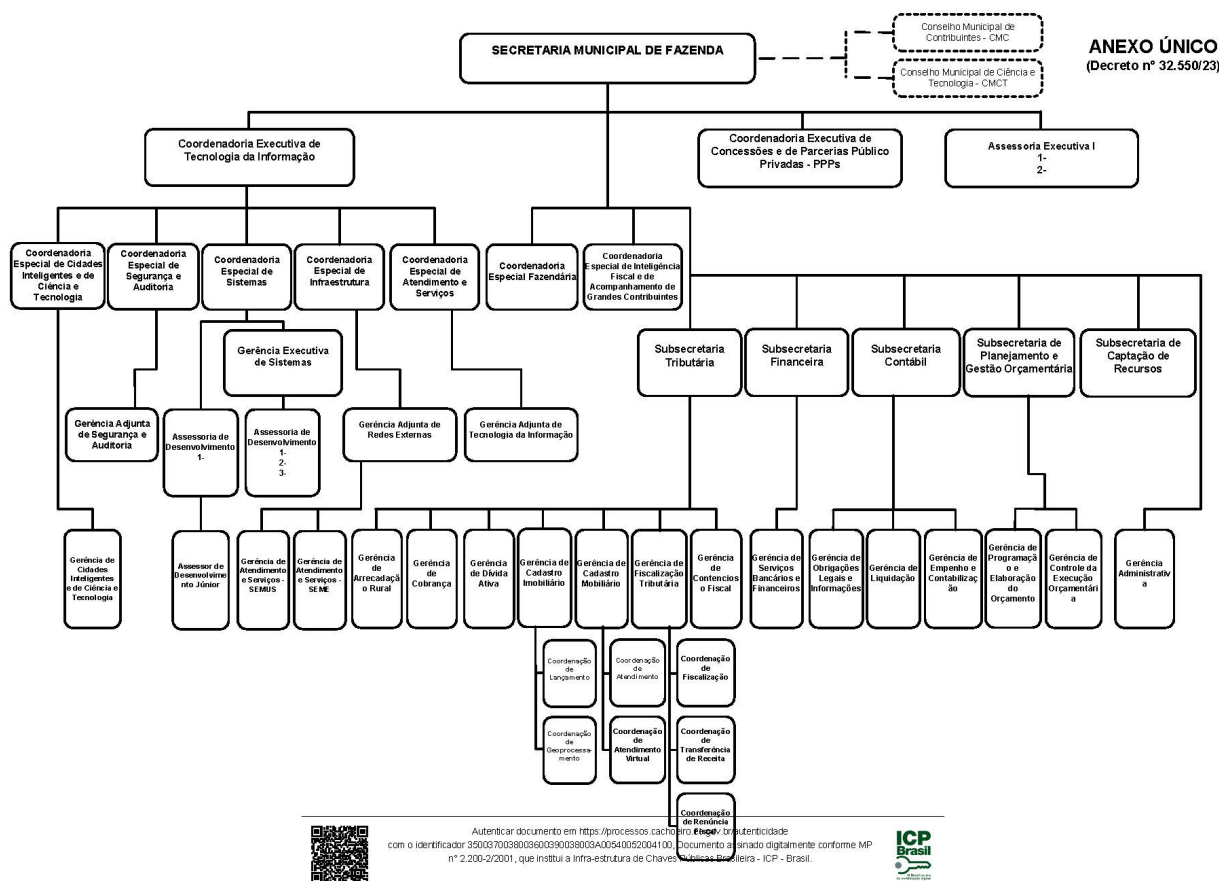 SECRETARIA MUNICIPAL DE FAZENDA
Conselho Municipal de
Contribuintes - CMC
Conselho Municipal de Ciência e
Tecnologia - CMCT
ANEXO ÚNICO
(Decreto nº 32.550/23)
Coordenadoria Executiva de
Tecnologia da Informação
Coordenadoria Executiva de
Concessões e de Parcerias Público
Privadas - PPPs
Assessoria Executiva I
1-
2-
Coordenadoria
Especial de Cidades
Inteligentes e de
Ciência e
Tecnologia
Coordenadoria
Especial de
Segurança e
Auditoria
Coordenadoria
Especial de
Sistemas
Coordenadoria
Especial de
Infraestrutura
Coordenadoria
Especial de
Atendimento e
Serviços
Coordenadoria
Especial Fazendária
Coordenadoria
Especial de Inteligência
Fiscal e de
Acompanhamento de
Grandes Contribuintes
Gerência Executiva
de Sistemas
Subsecretaria
Tributária
Subsecretaria
Financeira
Subsecretaria
Contábil
Subsecretaria de
Planejamento e
Gestão Orçamentária
Subsecretaria de
Captação de
Recursos
Gerência Adjunta
de Segurança e
Auditoria
Assessoria de
Desenvolvimento
1-
Assessoria de
Desenvolvimento
1-
2-
3-
Gerência Adjunta de
Redes Externas
Gerência Adjunta de
Tecnologia da Informação
Gerência de
Cidades
Inteligentes
e de Ciência e
Tecnologia
Assessor de
Desenvolvime
nto Júnior
Gerência de
Atendimento
e Serviços -
SEMUS
Gerência de
Atendimento
e Serviços -
SEME
Gerência
de
Arrecadaçã
o Rural
Gerência
de
Cobrança
Gerência
de Dívida
Ativa
Gerência
de
Cadastro
Imobiliário
Gerência
de
Cadastro
Mobiliário
Gerência
de
Fiscalização
Tributária
Gerência
de
Contencios
o Fiscal
Gerência de
Serviços
Bancários e
Financeiros
Gerência de
Obrigações
Legais e
Informações
Gerência
de
Liquidação
Gerência de
Empenho e
Contabilizaç
ão
Gerência de
Programaçã
o e
Elaboração
do
Orçamento
Gerência de
Controle da
Execução
Orçamentári
a
Gerência
Administrativ
a
Coordenação
de
Lançamento
Coordenação
de
Atendimento
Coordenação
de
Fiscalização
Coordenação
de
Geoprocessa-
mento
Coordenação
de
Atendimento
Virtual
Coordenação
de
Transferência
de Receita
Coordenação
de Renúncia
Fiscal
Autenticar documento em https://processos.cachoeiro.es.gov.br/autenticidade
com o identificador 35003700380036003900380003A00540052004100, Documento assinado digitalmente conforme MP
nº 2.200-2/2001, que institui a Infra-estrutura de Chaves Públicas Brasileira - ICP - Brasil.
ICP
Brasil